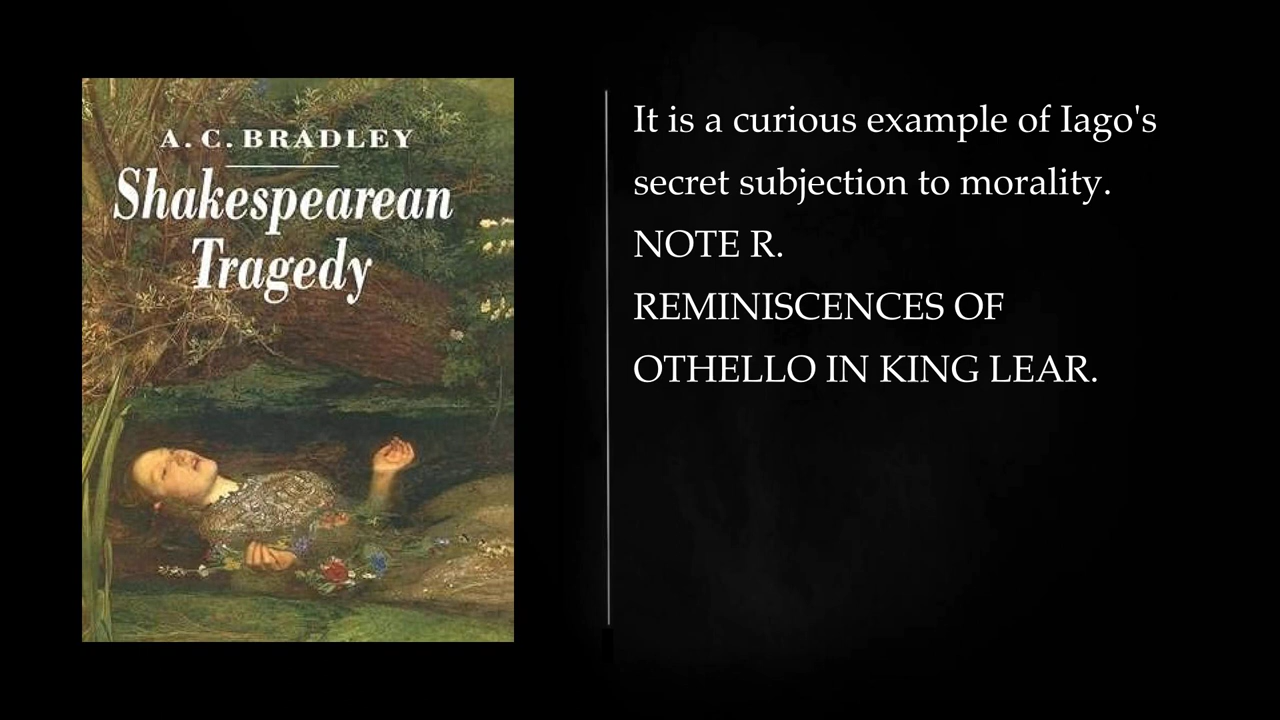 A. C. BRADLEY
Shakespearean
Tragedy
It is a curious example of Iago's
secret subjection to morality.
NOTE R.
REMINISCENCES OF
OTHELLO IN KING LEAR.